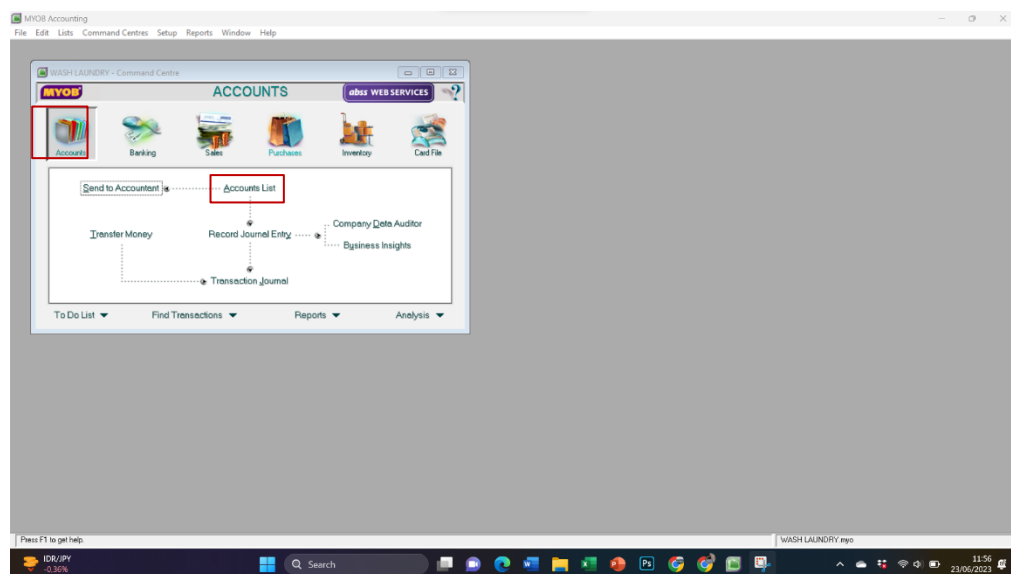 MYOB Accounting
File Edit Lists Command Centres Setup Reports Window Help
WASH LAUNDRY - Command Centre
MYOB ACCOUNTS abss WEB SERVICES ?
Accounts Banking Sales Purchases Inventory Card File
Send to Accountant Accounts List
Company Data Auditor
Transfer Money Record Journal Entry
Business Insights
Transaction Journal
To Do List Find Transactions Reports Analysis
Press F1 to get help. WASH LAUNDRY.myo
IDR/JPY
-0,36%
Search
11:56
23/06/2023